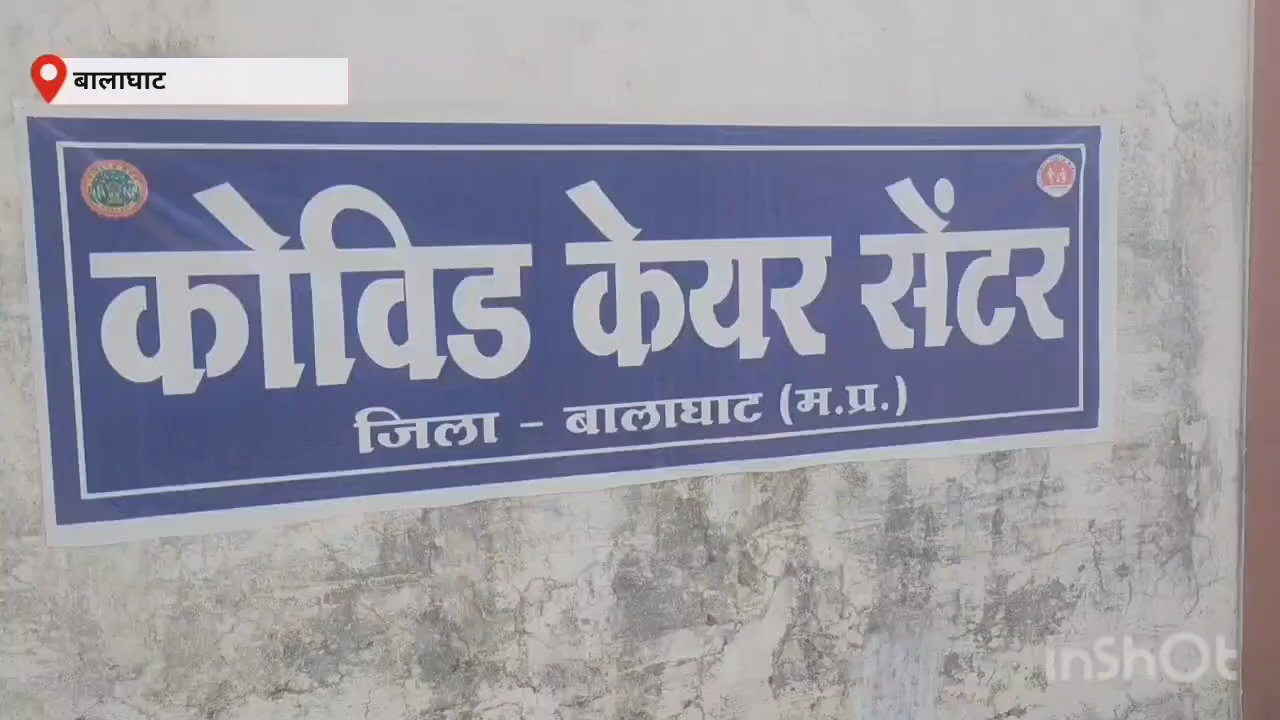 बालाघाट
कोविड केयर सेंटर
जिला - बालाघाट (म.प्र.)
InShOt